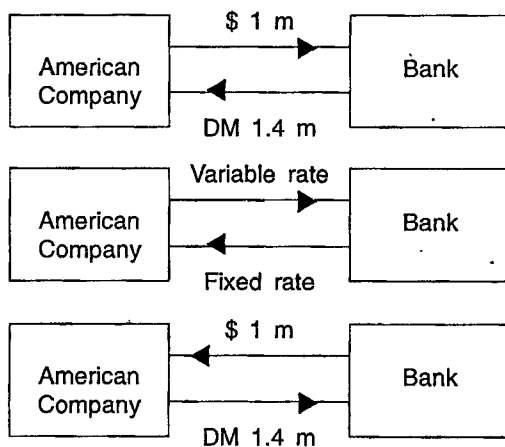 $ 1 m
American
Company
Bank
DM 1.4 m
Variable rate
American
Company
Bank
Fixed rate
$ 1 m
American
Company
Bank
DM 1.4 m